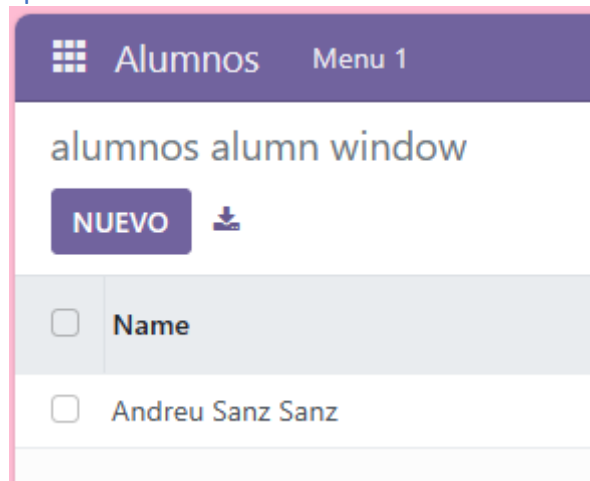 Alumnos Menu 1
alumnos alumn window
NUEVO
Name
Andreu Sanz Sanz